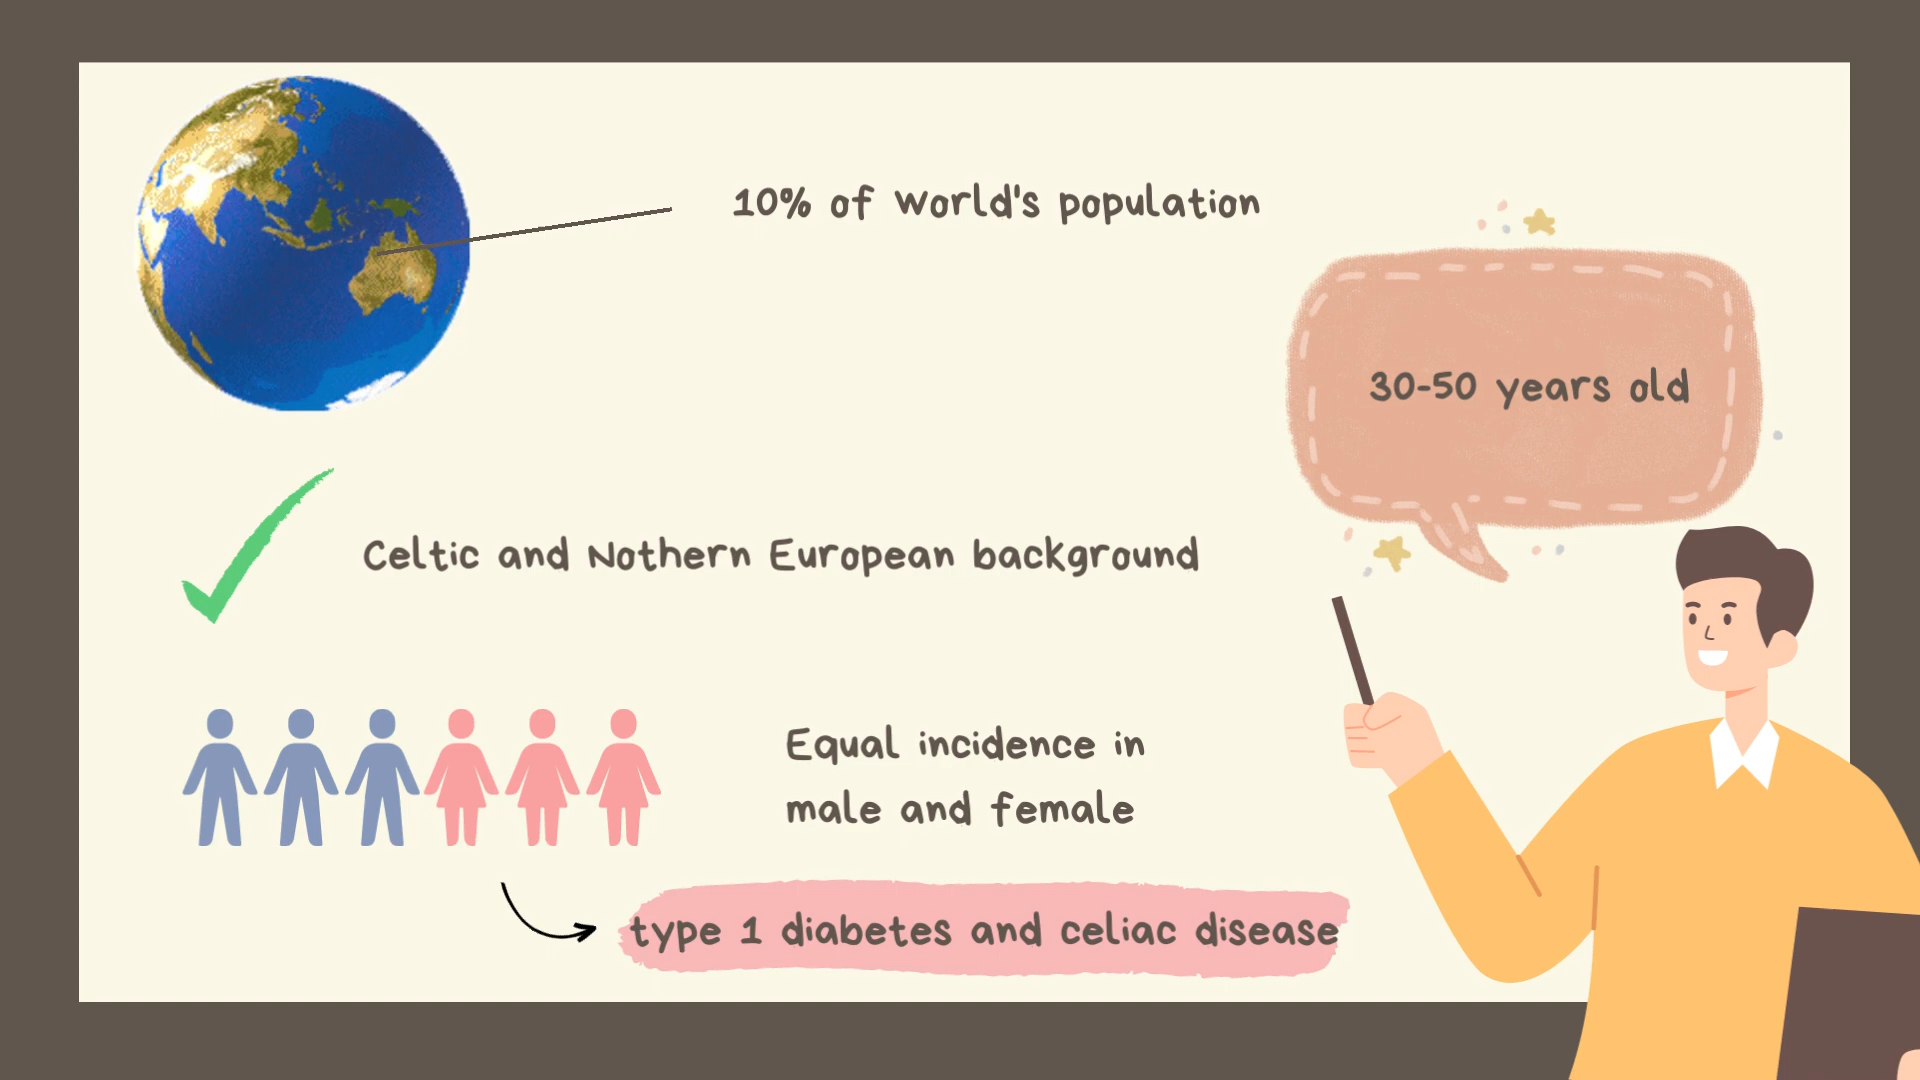 10% of World's population
30-50 years old
Celtic and Nothern European background
Equal incidence in
male and female
type 1 diabetes and celiac disease